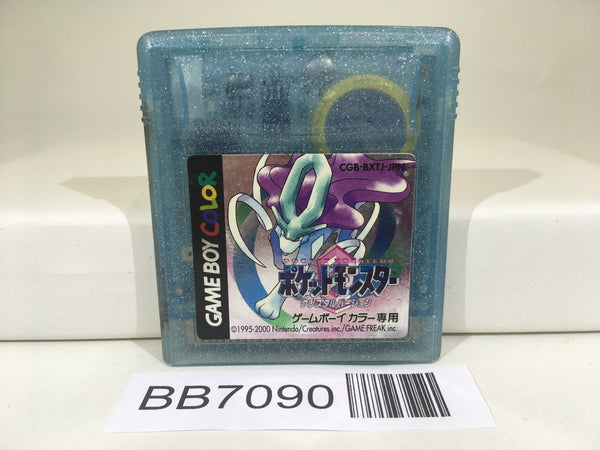 GAME BOY COLOR
CGB-BXTJ-JPN
POCKET MONSTERS
ポケットモンスター
クリスタルバージョン
ゲームボーイ カラー専用
©1995-2000 Nintendo/Creatures inc./GAME FREAK inc.
BB7090